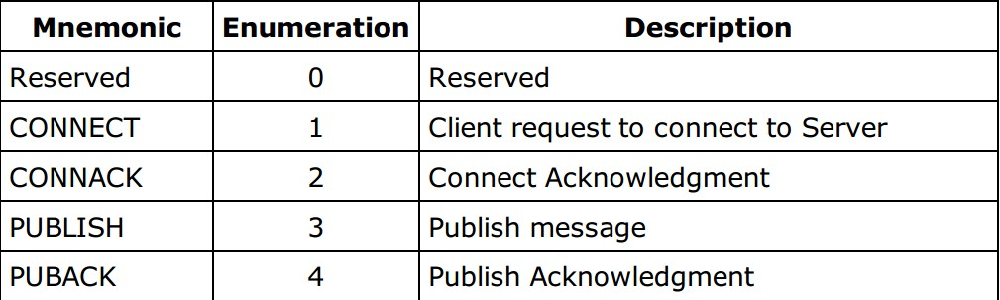 Mnemonic Enumeration Description
Reserved 0 Reserved
CONNECT 1 Client request to connect to Server
CONNACK 2 Connect Acknowledgment
PUBLISH 3 Publish message
PUBACK 4 Publish Acknowledgment